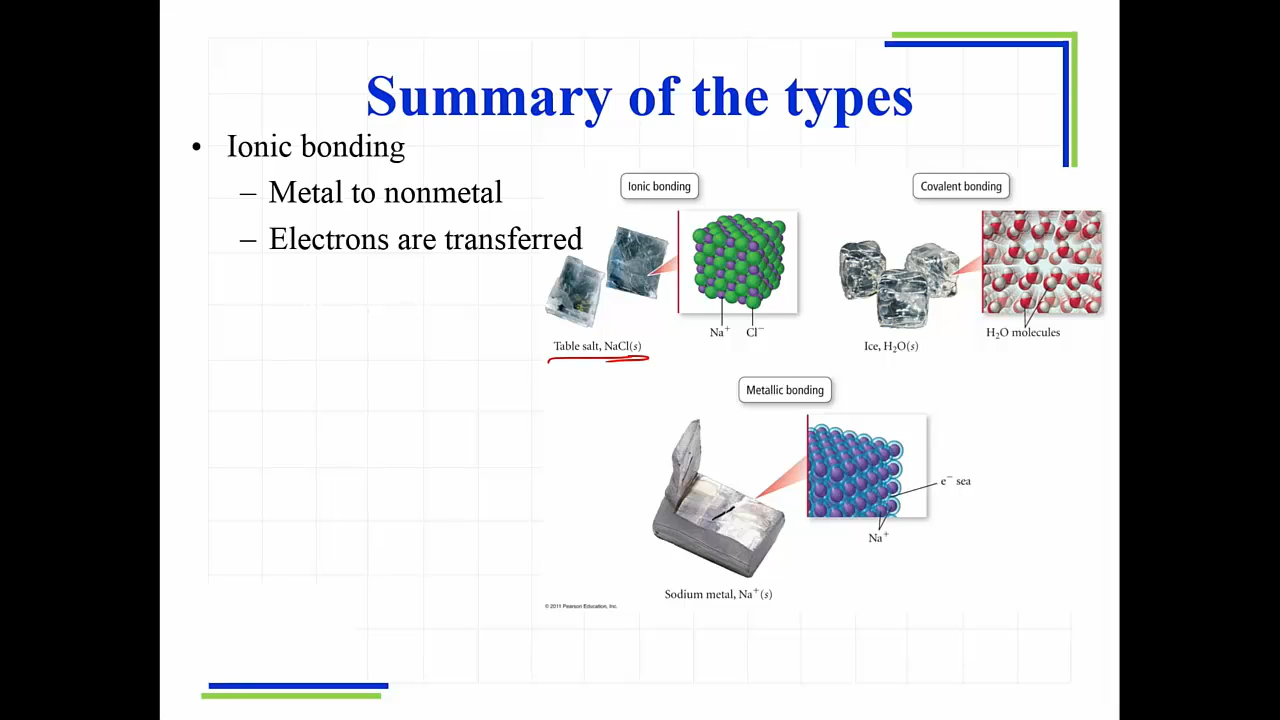 Summary of the types
• Ionic bonding
– Metal to nonmetal
– Electrons are transferred
Ionic bonding
Covalent bonding
Na⁺
Cl⁻
H₂O molecules
Table salt, NaCl(s)
Ice, H₂O(s)
Metallic bonding
e⁻ sea
Na⁺
Sodium metal, Na⁺(s)
© 2011 Pearson Education, Inc.